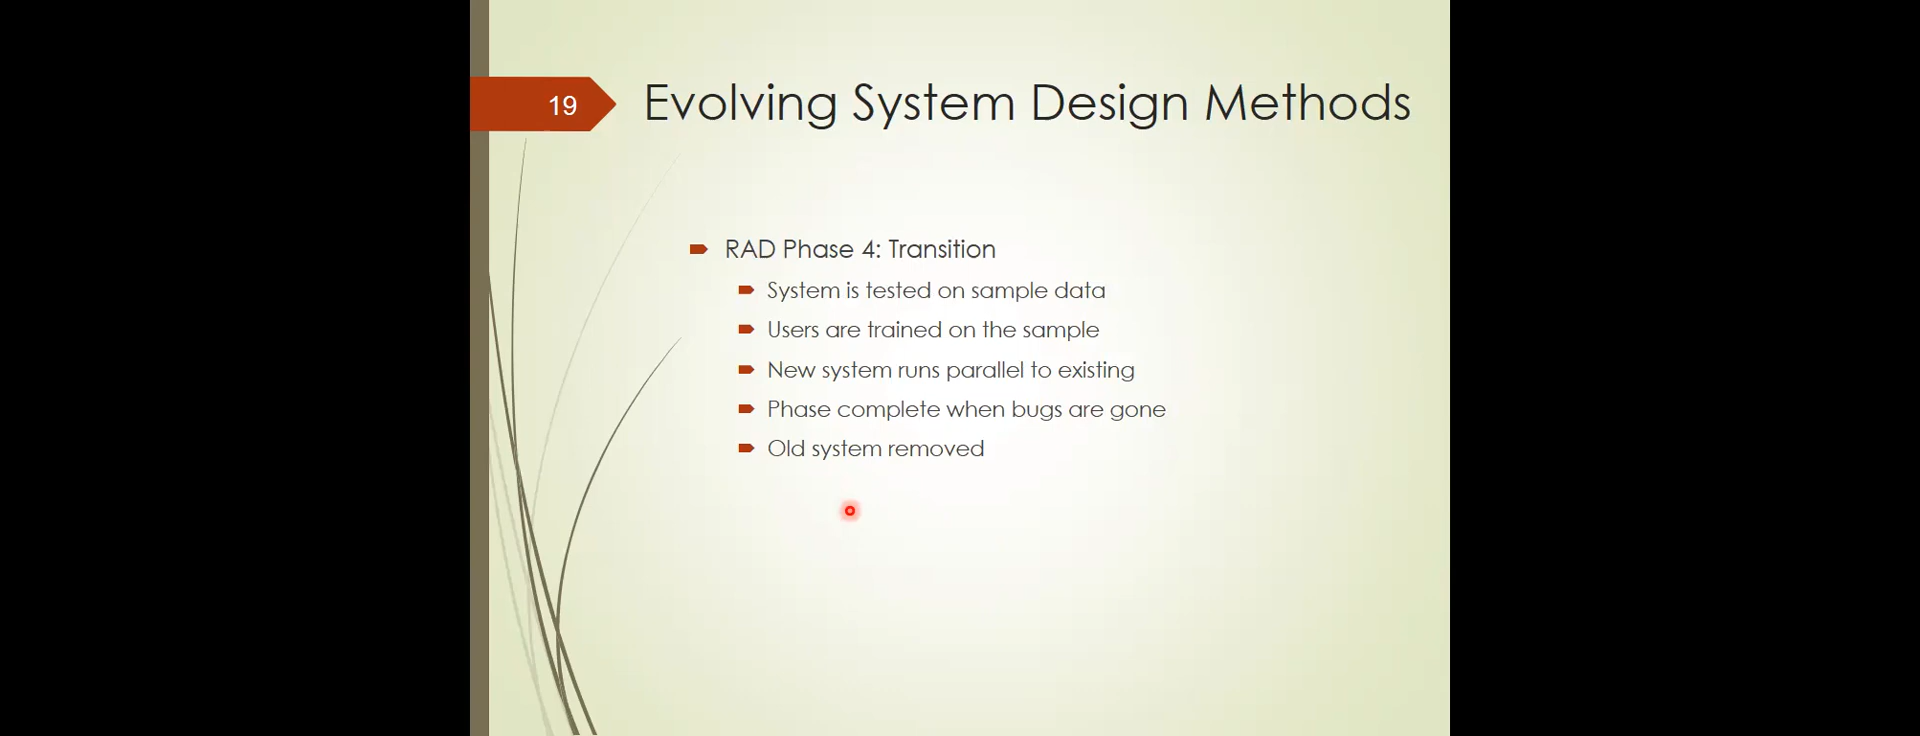 19
Evolving System Design Methods
RAD Phase 4: Transition
System is tested on sample data
Users are trained on the sample
New system runs parallel to existing
Phase complete when bugs are gone
Old system removed